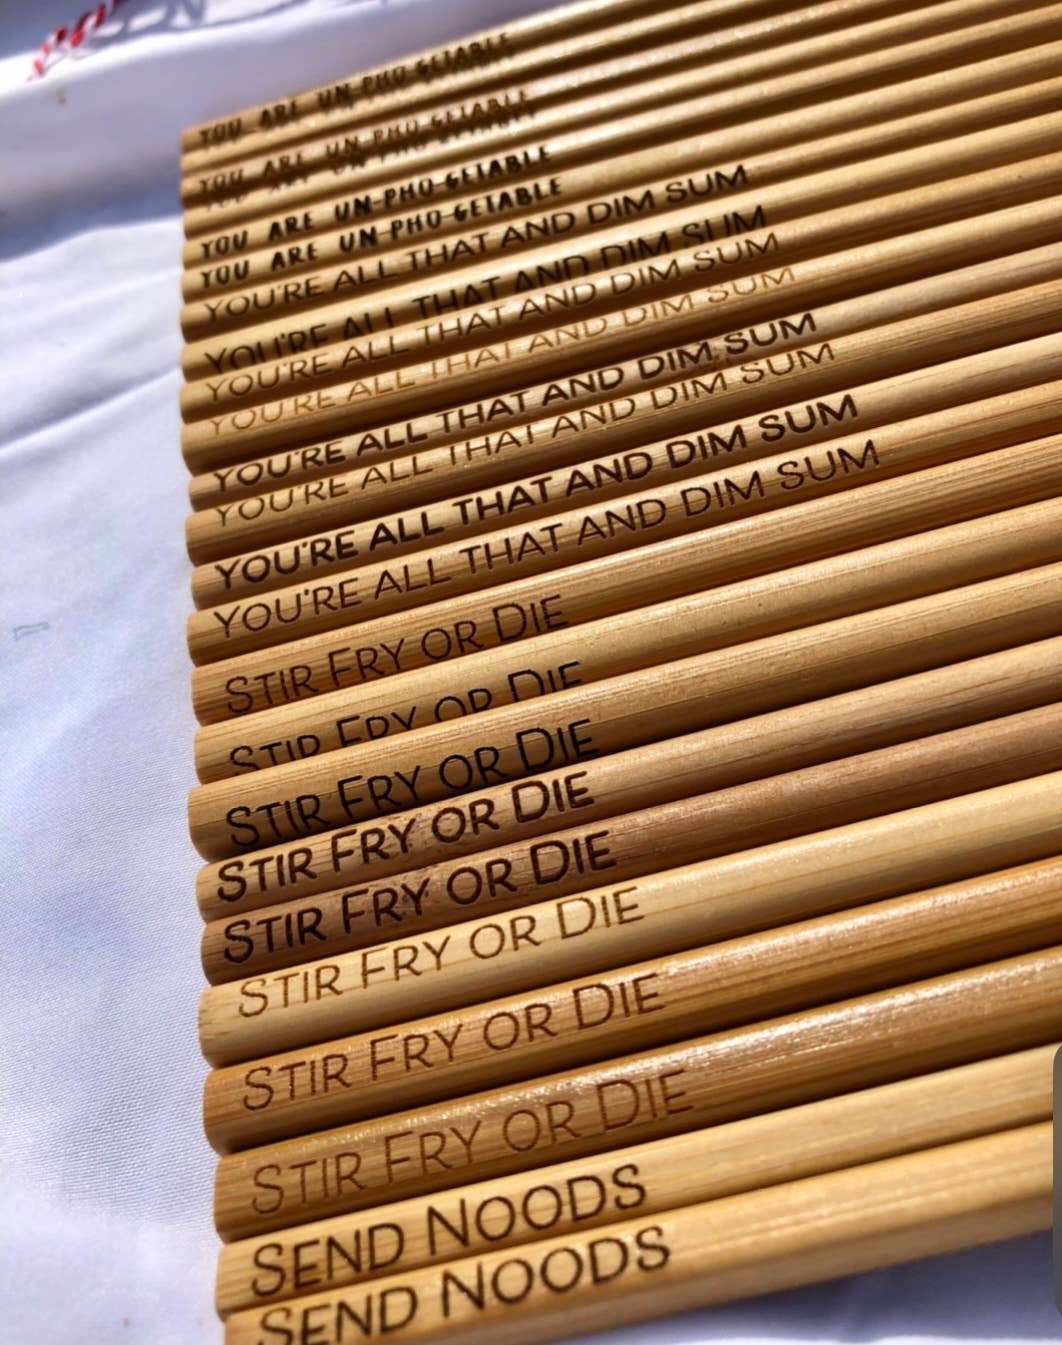 YOU ARE UN-PHO-GETABLE
YOU ARE UN PHO GETABLE
YOU ARE UN-PHO-GETABLE
YOU ARE UN PHO GETABLE
YOU'RE ALL THAT AND DIM SUM
YOU'RE ALL THAT AND DIM SUM
YOU'RE ALL THAT AND DIM SUM
YOU'RE ALL THAT AND DIM SUM
YOU'RE ALL THAT AND DIM SUM
YOU'RE ALL THAT AND DIM SUM
YOU'RE ALL THAT AND DIM SUM
YOU'RE ALL THAT AND DIM SUM
STIR FRY OR DIE
STIR FRY OR DIE
STIR FRY OR DIE
STIR FRY OR DIE
STIR FRY OR DIE
STIR FRY OR DIE
STIR FRY OR DIE
STIR FRY OR DIE
SEND NOODS
SEND NOODS